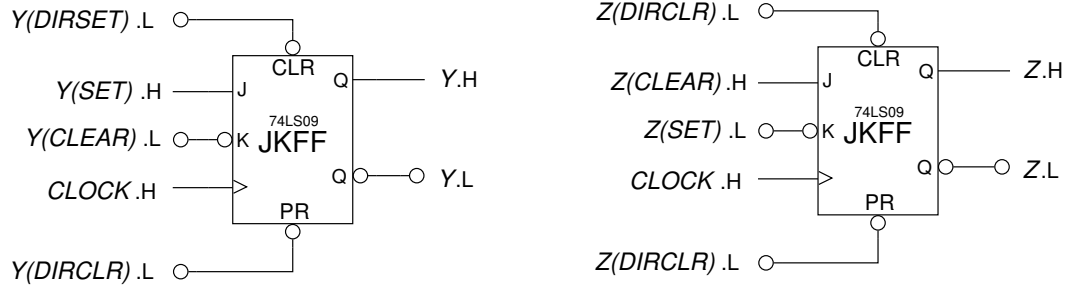 Y(DIRSET) .L
CLR
Y(SET) .H
J
Q
Y.H
74LS09
Y(CLEAR) .L
K
JKFF
Q
Y.L
CLOCK .H
PR
Y(DIRCLR) .L
Z(DIRCLR) .L
CLR
Z(CLEAR) .H
J
Q
Z.H
74LS09
Z(SET) .L
K
JKFF
Q
Z.L
CLOCK .H
PR
Z(DIRCLR) .L